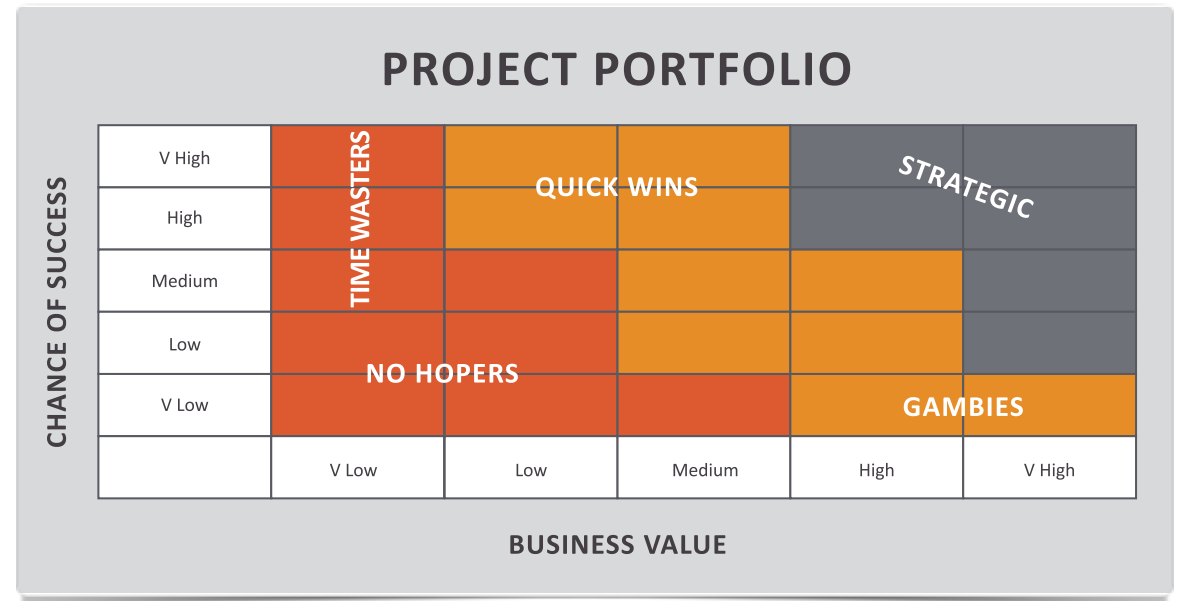 PROJECT PORTFOLIO
CHANCE OF SUCCESS
V High
High
Medium
Low
V Low
TIME WASTERS
QUICK WINS
STRATEGIC
NO HOPERS
GAMBIES
V Low
Low
Medium
High
V High
BUSINESS VALUE